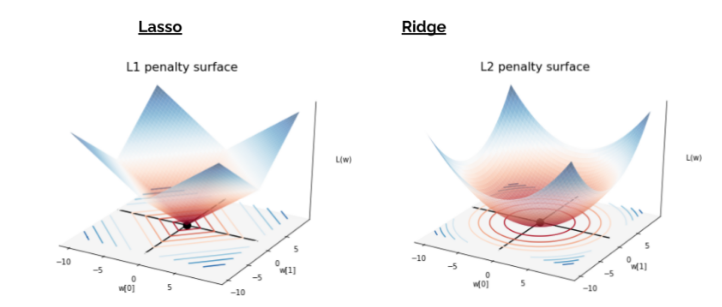 Lasso
L1 penalty surface
L(w)
−10
−5
0
5
w[0]
−10
−5
0
5
w[1]
Ridge
L2 penalty surface
L(w)
−10
−5
0
5
w[0]
−10
−5
0
5
w[1]